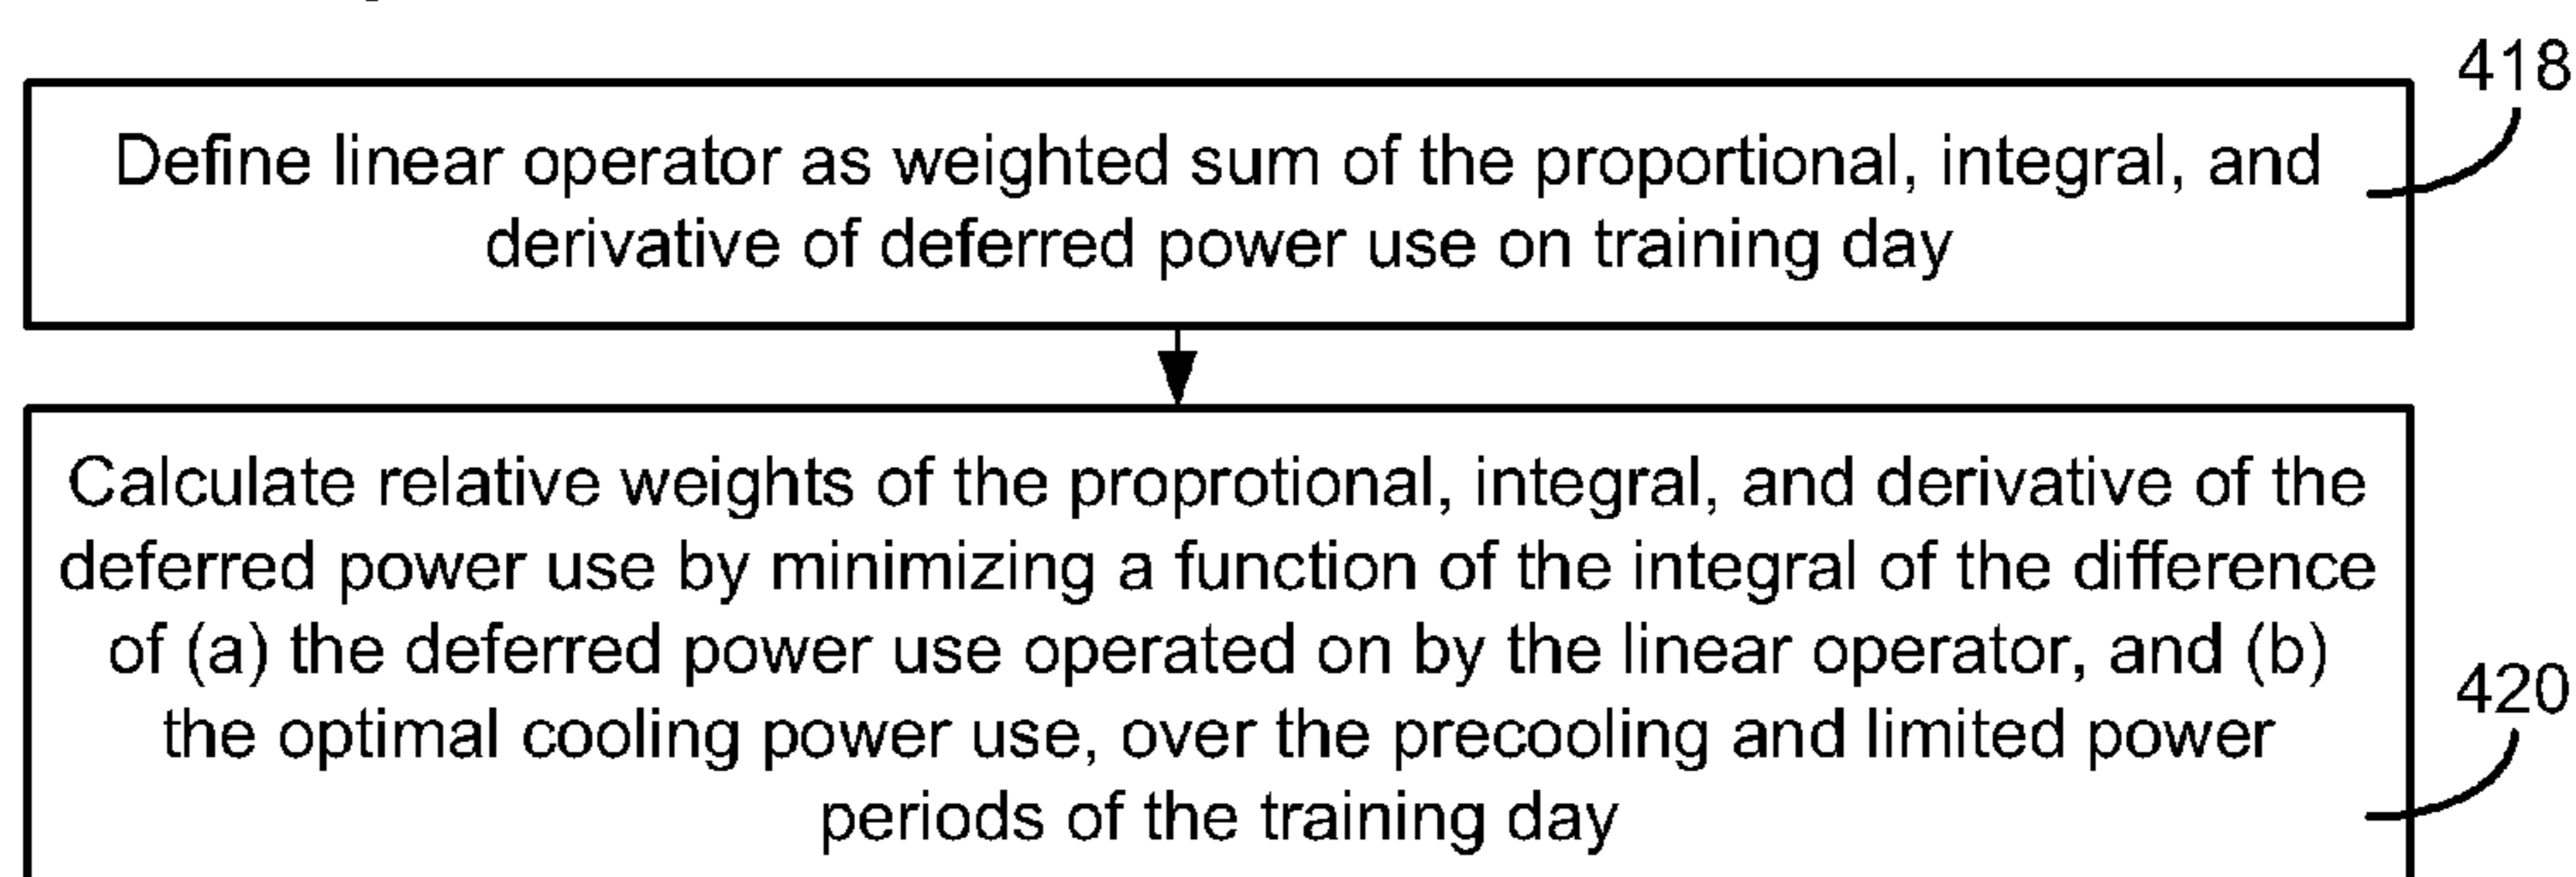 418
Define linear operator as weighted sum of the proportional, integral, and
derivative of deferred power use on training day
Calculate relative weights of the proprotional, integral, and derivative of the
deferred power use by minimizing a function of the integral of the difference
of (a) the deferred power use operated on by the linear operator, and (b)
420
the optimal cooling power use, over the precooling and limited power
periods of the training day